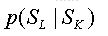 p(S_L | S_K)